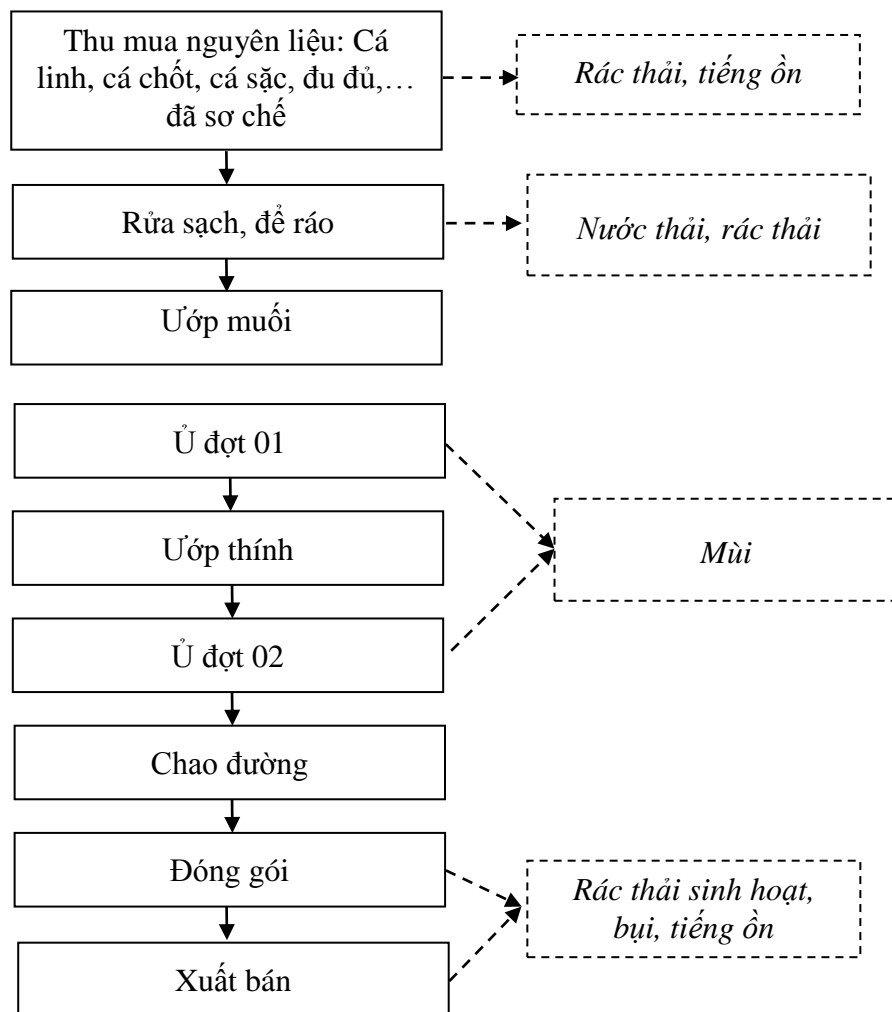 Thu mua nguyên liệu: Cá
linh, cá chốt, cá sặc, đu đủ,…
đã sơ chế
Rác thải, tiếng ồn
Rửa sạch, để ráo
Nước thải, rác thải
Ướp muối
Ủ đợt 01
Ướp thính
Mùi
Ủ đợt 02
Chao đường
Đóng gói
Rác thải sinh hoạt,
bụi, tiếng ồn
Xuất bán